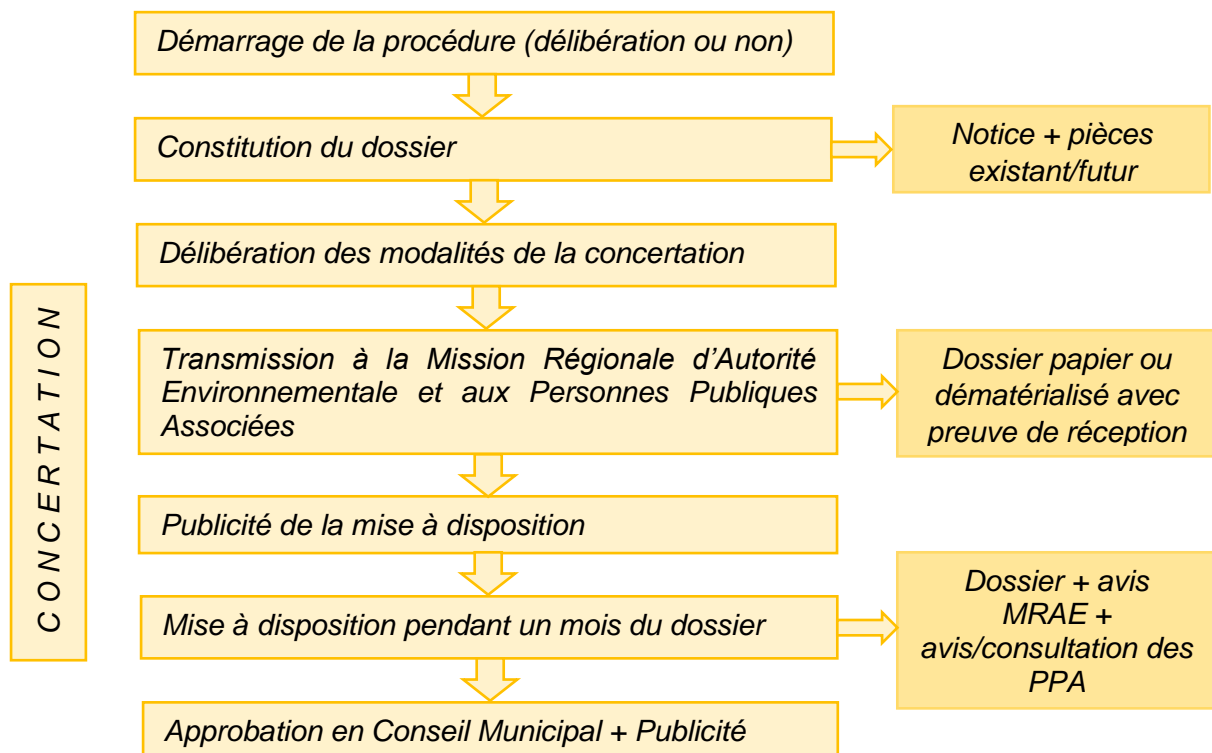 Démarrage de la procédure (délibération ou non)
Constitution du dossier
Notice + pièces
existant/futur
Délibération des modalités de la concertation
CONCERTATION
Transmission à la Mission Régionale d’Autorité
Environnementale et aux Personnes Publiques
Associées
Dossier papier ou
dématérialisé avec
preuve de réception
Publicité de la mise à disposition
Mise à disposition pendant un mois du dossier
Dossier + avis
MRAE +
avis/consultation des
PPA
Approbation en Conseil Municipal + Publicité